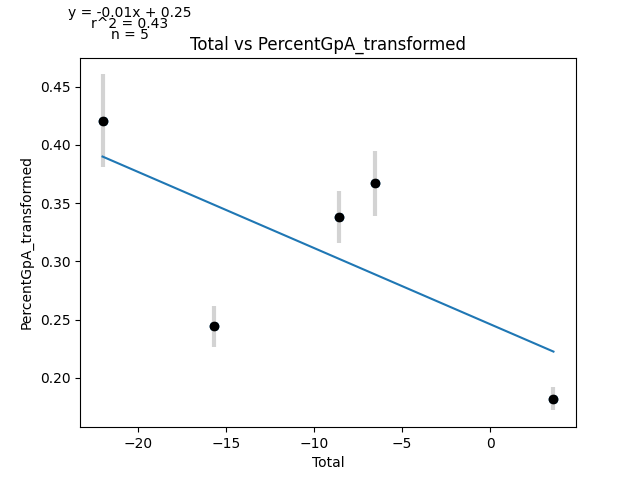 y = -0.01x + 0.25
r^2 = 0.43
n = 5
Total vs PercentGpA_transformed
PercentGpA_transformed
0.45
0.40
0.35
0.30
0.25
0.20
−20
−15
−10
−5
0
Total